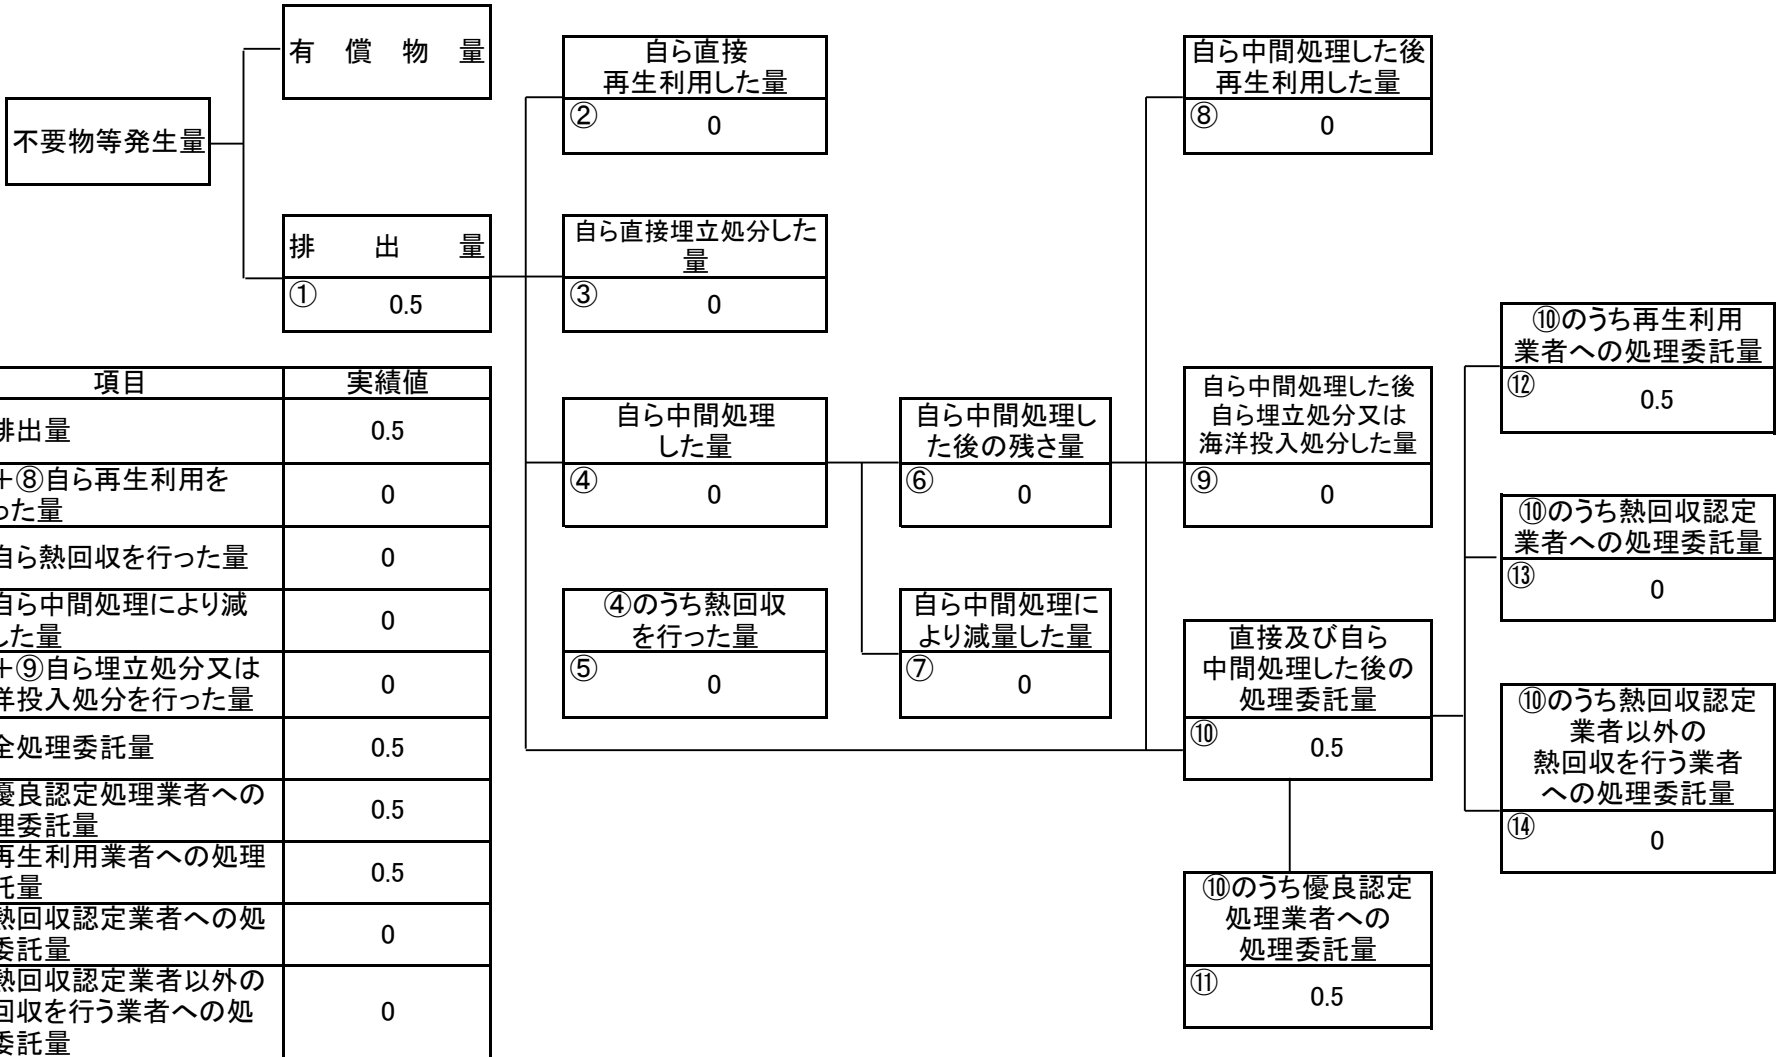 有償物量
不要物等発生量
排出量
① 0.5
自ら直接
再生利用した量
② 0
自ら直接埋立処分した
量
③ 0
自ら中間処理
した量
④ 0
④のうち熱回収
を行った量
⑤ 0
自ら中間処理し
た後の残さ量
⑥ 0
自ら中間処理に
より減量した量
⑦ 0
自ら中間処理した後
再生利用した量
⑧ 0
自ら中間処理した後
自ら埋立処分又は
海洋投入処分した量
⑨ 0
直接及び自ら
中間処理した後の
処理委託量
⑩ 0.5
⑩のうち優良認定
処理業者への
処理委託量
⑪ 0.5
⑩のうち再生利用
業者への処理委託量
⑫ 0.5
⑩のうち熱回収認定
業者への処理委託量
⑬ 0
⑩のうち熱回収認定
業者以外の
熱回収を行う業者
への処理委託量
⑭ 0
項目 実績値
排出量 0.5
+⑧自ら再生利用を
った量 0
自ら熱回収を行った量 0
自ら中間処理により減
した量 0
+⑨自ら埋立処分又は
洋投入処分を行った量 0
全処理委託量 0.5
優良認定処理業者への
理委託量 0.5
再生利用業者への処理
託量 0.5
熱回収認定業者への処
委託量 0
熱回収認定業者以外の
回収を行う業者への処
委託量 0